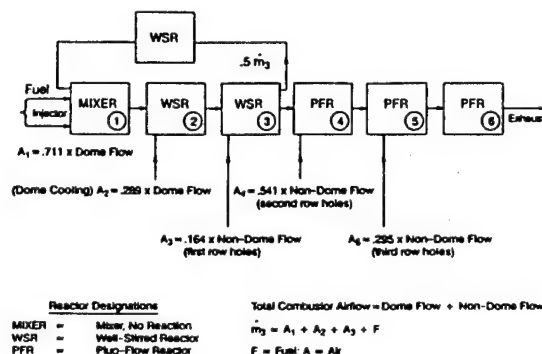 WSR
.5 ṁ3
Fuel
Injector
MIXER 1
WSR 2
WSR 3
PFR 4
PFR 5
PFR 6
Exhaust
A1 = .711 x Dome Flow
(Dome Cooling) A2 = .289 x Dome Flow
A4 = .541 x Non-Dome Flow
(second row holes)
A3 = .164 x Non-Dome Flow
(first row holes)
A5 = .295 x Non-Dome Flow
(third row holes)
Reactor Designations
MIXER = Mixer, No Reaction
WSR = Well-Stirred Reactor
PFR = Plug-Flow Reactor
Total Combustor Airflow = Dome Flow + Non-Dome Flow
ṁ3 = A1 + A2 + A3 + F
F = Fuel; A = Air